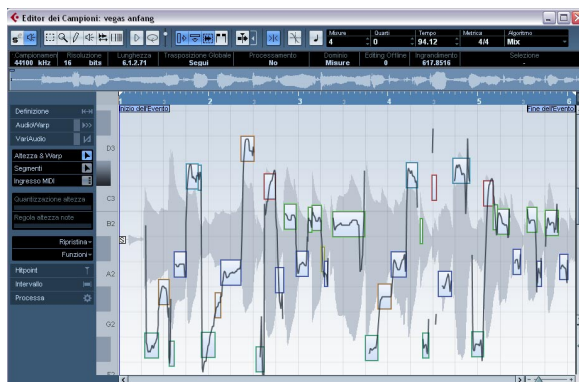 Editor dei Campioni: vegas anfang
Misure Quarti Tempo Metrica Algoritmo
4 0 94.12 4/4 Mix
Campionamen Risoluzione Lunghezza Trasposizione Globale Processamento Dominio Editing Offline Ingrandimento Selezione
44100 kHz 16 bits 6.1.2.71 Segui No Misure 0 617.8516 -
1 2 3 4 5 6
Inizio dell'Evento Fine dell'Evento
Definizione
AudioWarp
VariAudio
D3
Altezza & Warp
Segmenti
Ingresso MIDI
C3
Quantizzazione altezza
Regola altezza note
B2
Ripristina
Funzioni
Hitpoint
A2
Intervallo
Processa
G2